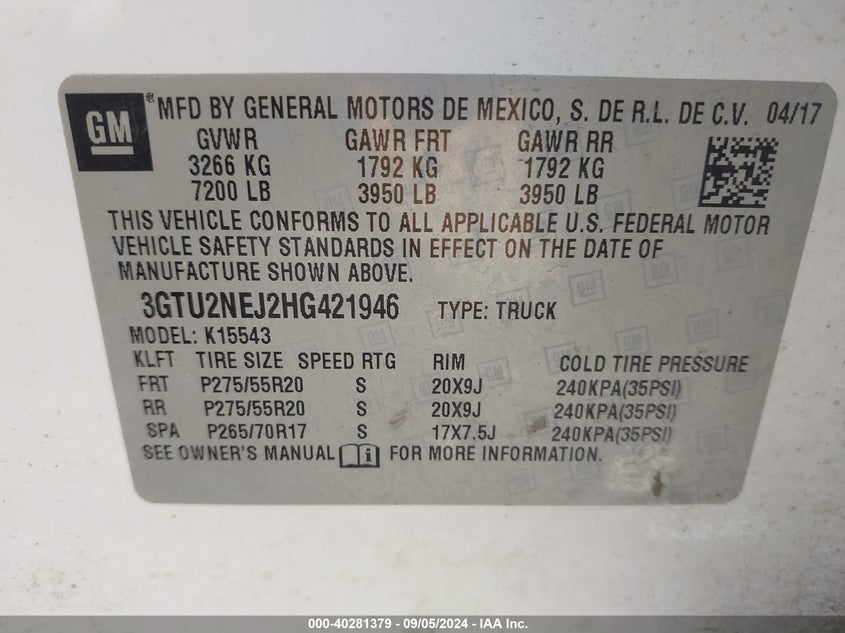 GM
® MFD BY GENERAL MOTORS DE MEXICO, S. DE R.L. DE C.V. 04/17
GVWR GAWR FRT GAWR RR
3266 KG 1792 KG 1792 KG
7200 LB 3950 LB 3950 LB
THIS VEHICLE CONFORMS TO ALL APPLICABLE U.S. FEDERAL MOTOR
VEHICLE SAFETY STANDARDS IN EFFECT ON THE DATE OF
MANUFACTURE SHOWN ABOVE.
3GTU2NEJ2HG421946 TYPE: TRUCK
MODEL: K15543
KLFT TIRE SIZE SPEED RTG RIM COLD TIRE PRESSURE
FRT P275/55R20 S 20X9J 240KPA(35PSI)
RR P275/55R20 S 20X9J 240KPA(35PSI)
SPA P265/70R17 S 17X7.5J 240KPA(35PSI)
SEE OWNER'S MANUAL i FOR MORE INFORMATION.
000-40281379 - 09/05/2024 - IAA Inc.